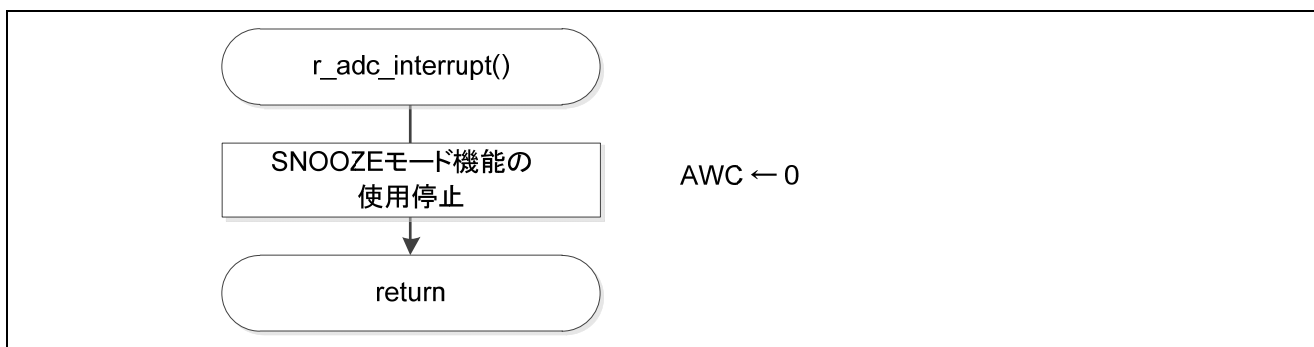 r_adc_interrupt()
SNOOZEモード機能の
使用停止
AWC ← 0
return